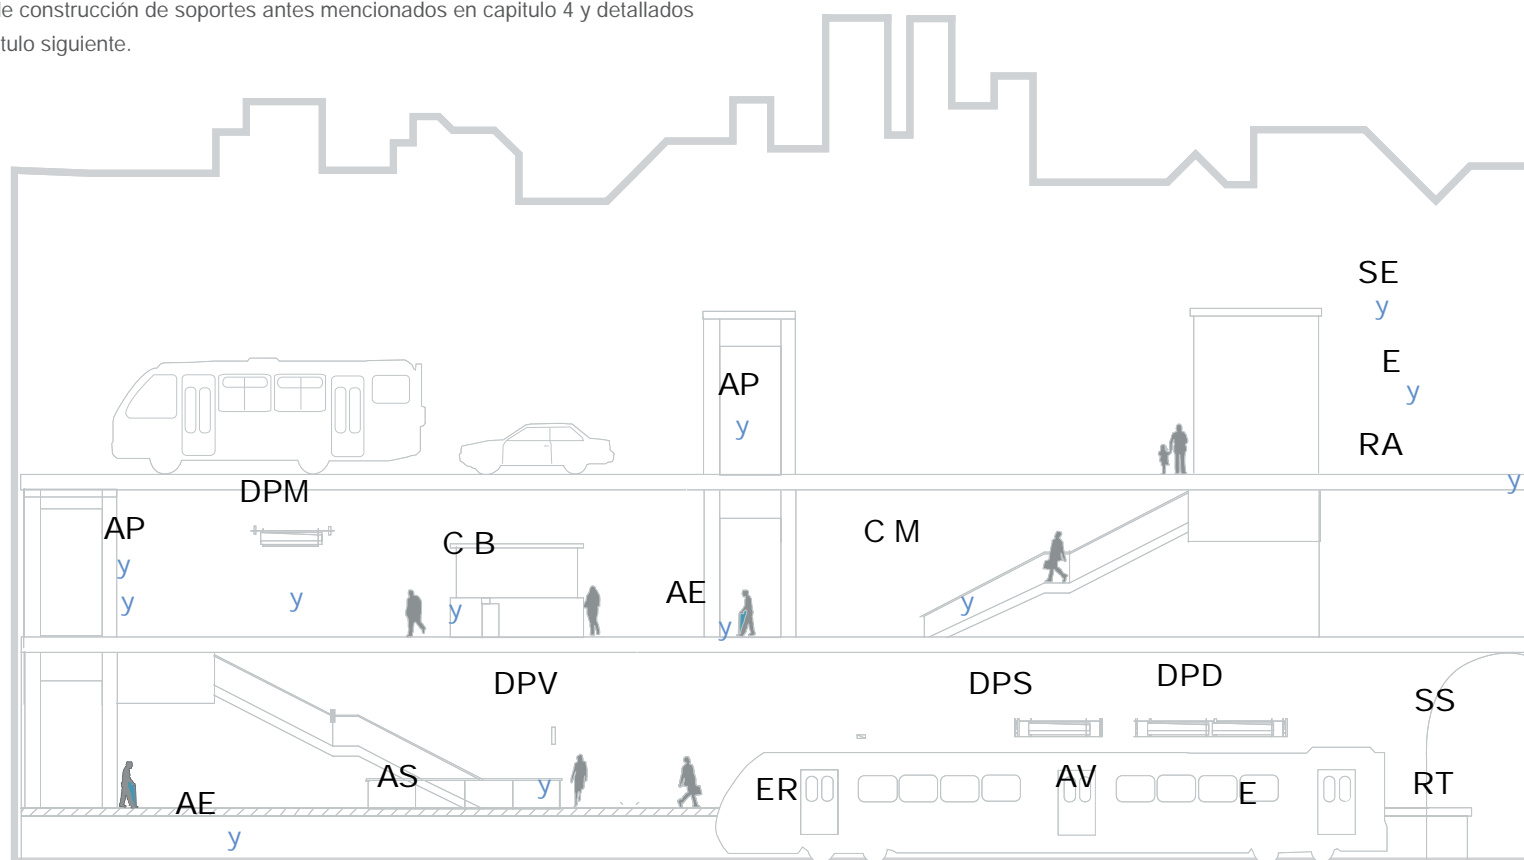 le construcción de soportes antes mencionados en capitulo 4 y detallados
tulo siguiente.
SE
y
E
y
AP
y
RA
y
DPM
AP
y
y
y
C B
y
C M
AE
y
y
DPV
DPS
DPD
SS
AS
y
ER
AV
E
RT
AE
y